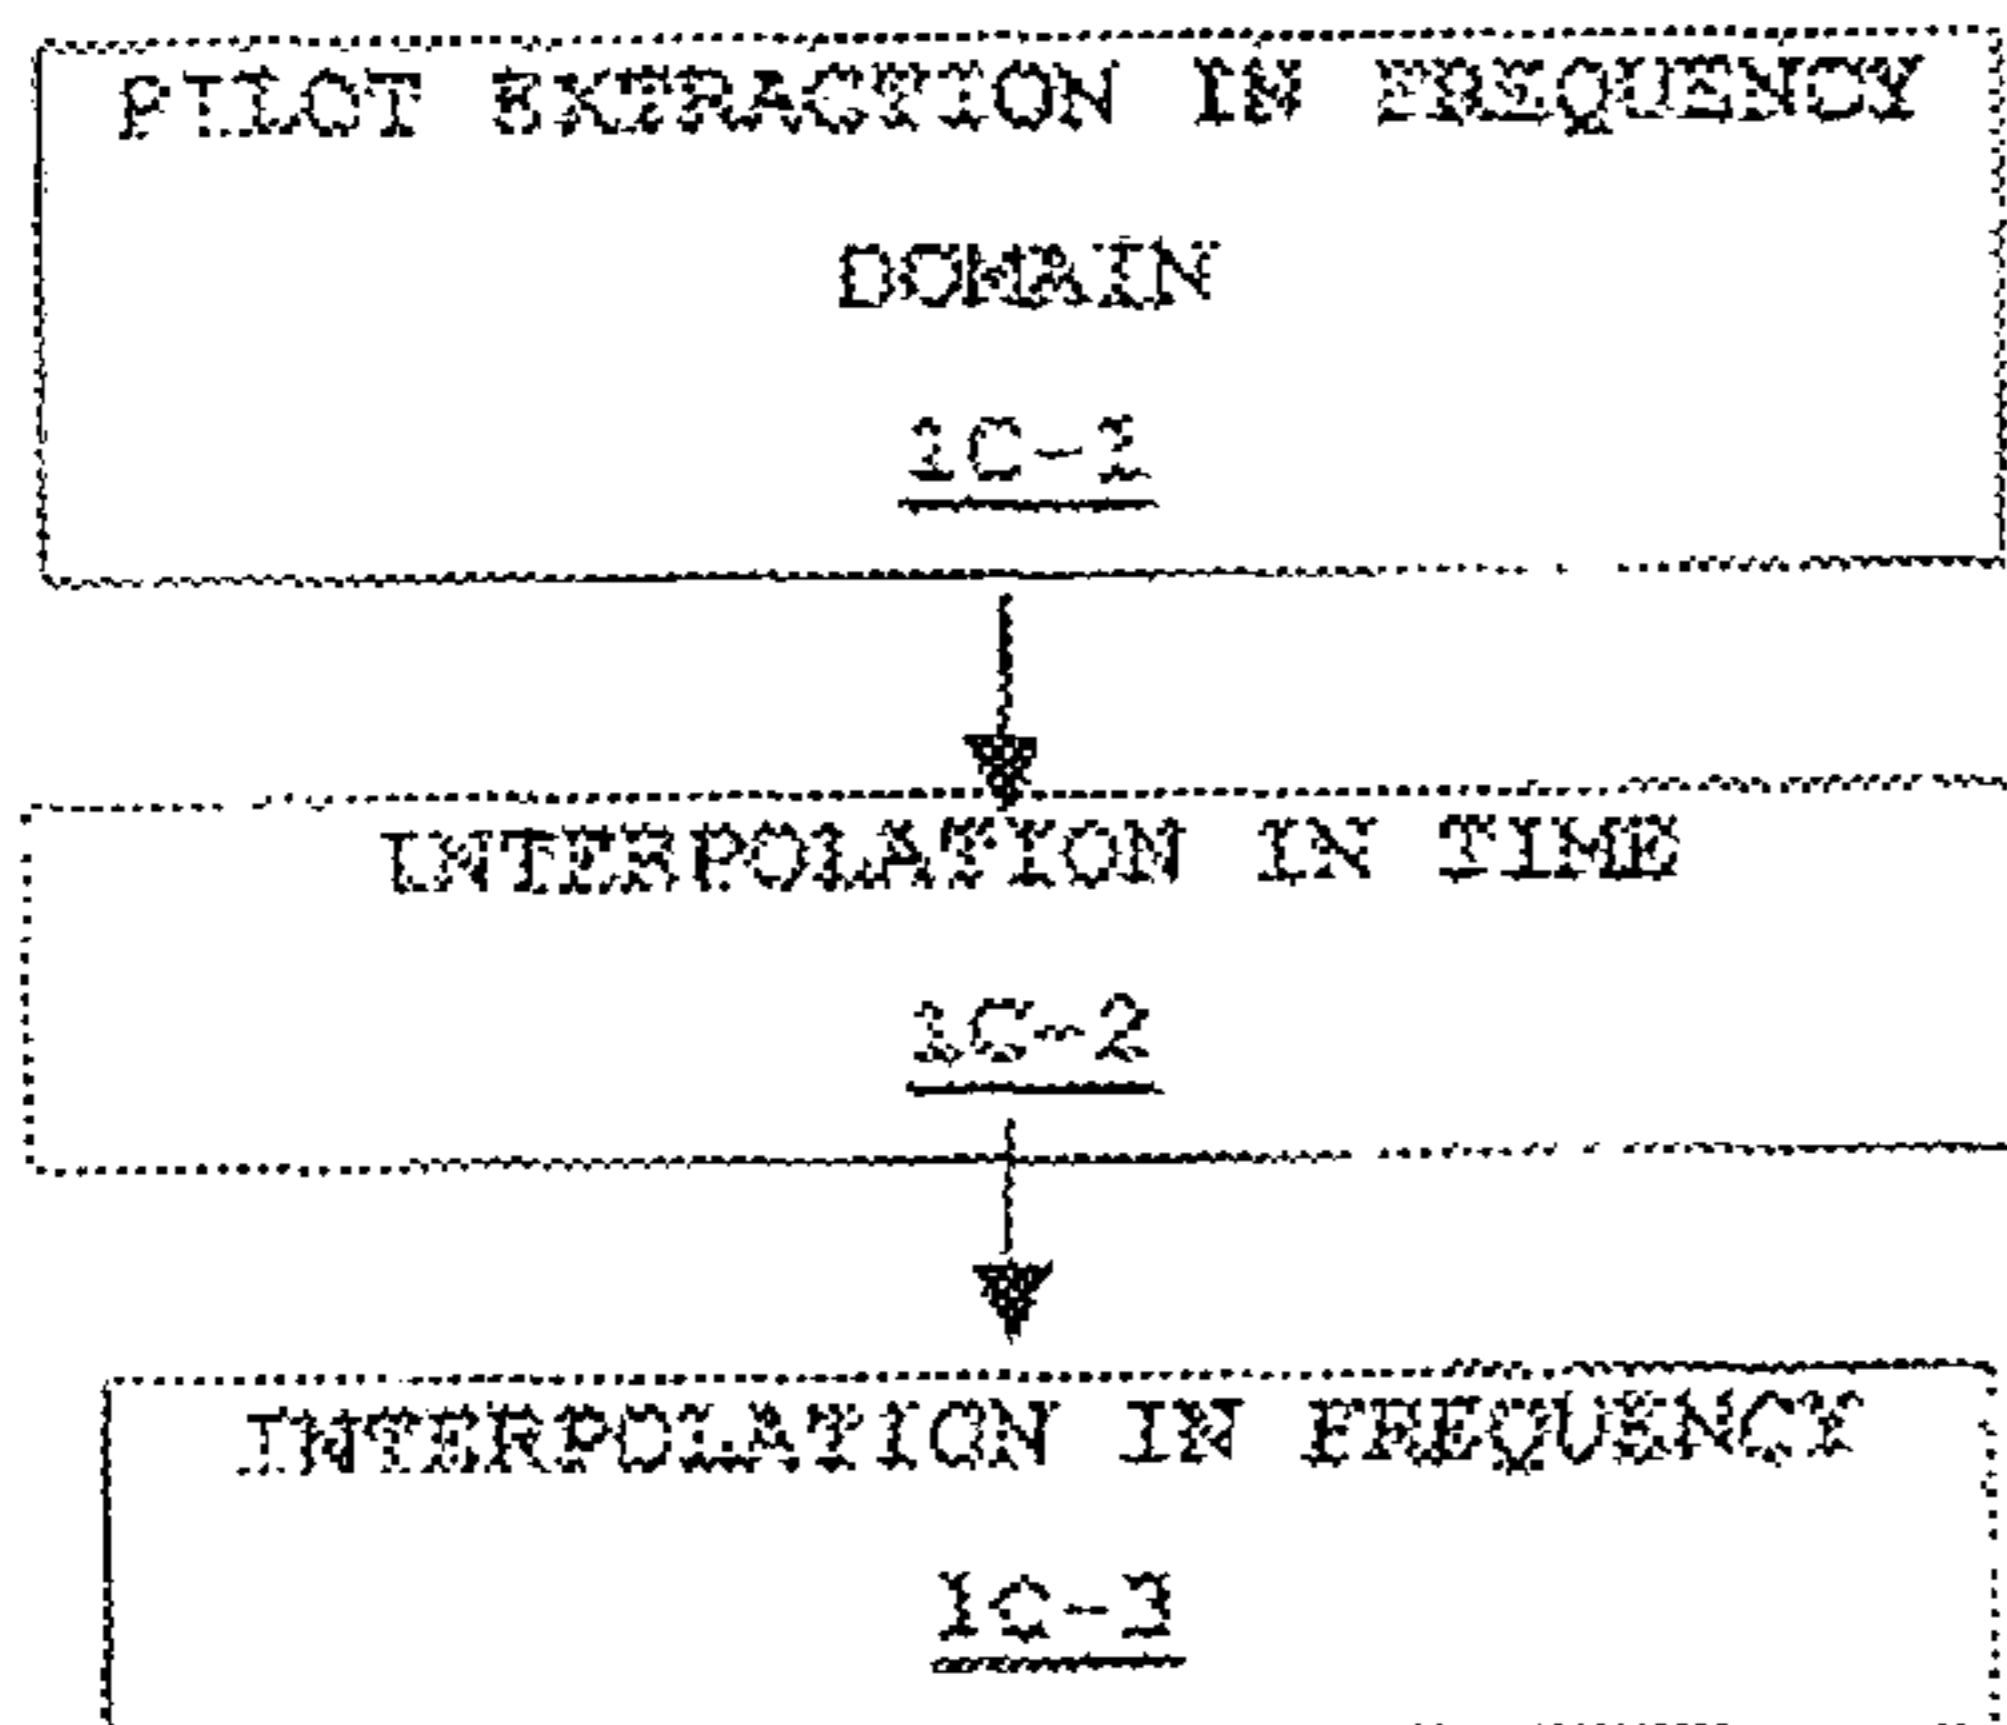 PILOT EXTRACTION IN FREQUENCY
DOMAIN
1C-1
INTERPOLATION IN TIME
1C-2
INTERPOLATION IN FREQUENCY
1C-3